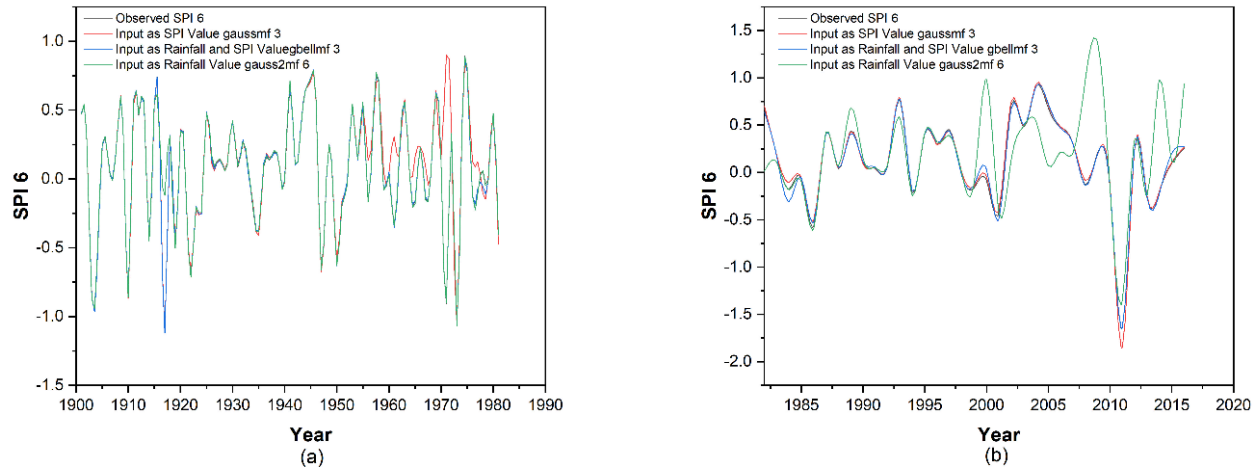 Observed SPI 6
Input as SPI Value gaussmf 3
Input as Rainfall and SPI Valuegbellmf 3
Input as Rainfall Value gauss2mf 6
1.0
0.5
0.0
-0.5
-1.0
-1.5
SPI 6
1900 1910 1920 1930 1940 1950 1960 1970 1980 1990
Year
(a)
Observed SPI 6
Input as SPI Value gaussmf 3
Input as Rainfall and SPI Value gbellmf 3
Input as Rainfall Value gauss2mf 6
1.5
1.0
0.5
0.0
-0.5
-1.0
-1.5
-2.0
SPI 6
1985 1990 1995 2000 2005 2010 2015 2020
Year
(b)